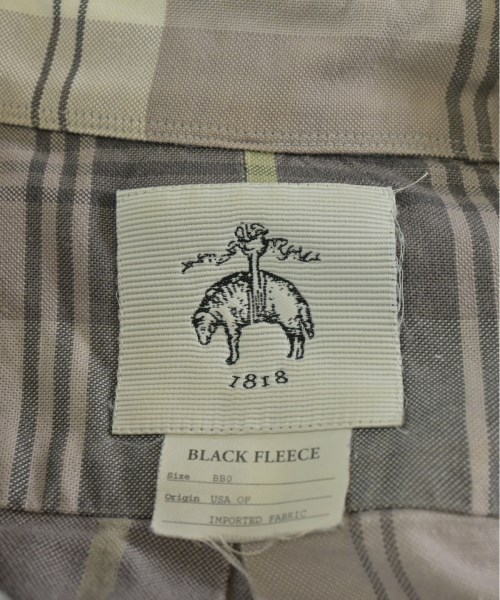 1818
BLACK FLEECE
Size BB0
Origin USA OF
IMPORTED FABRIC